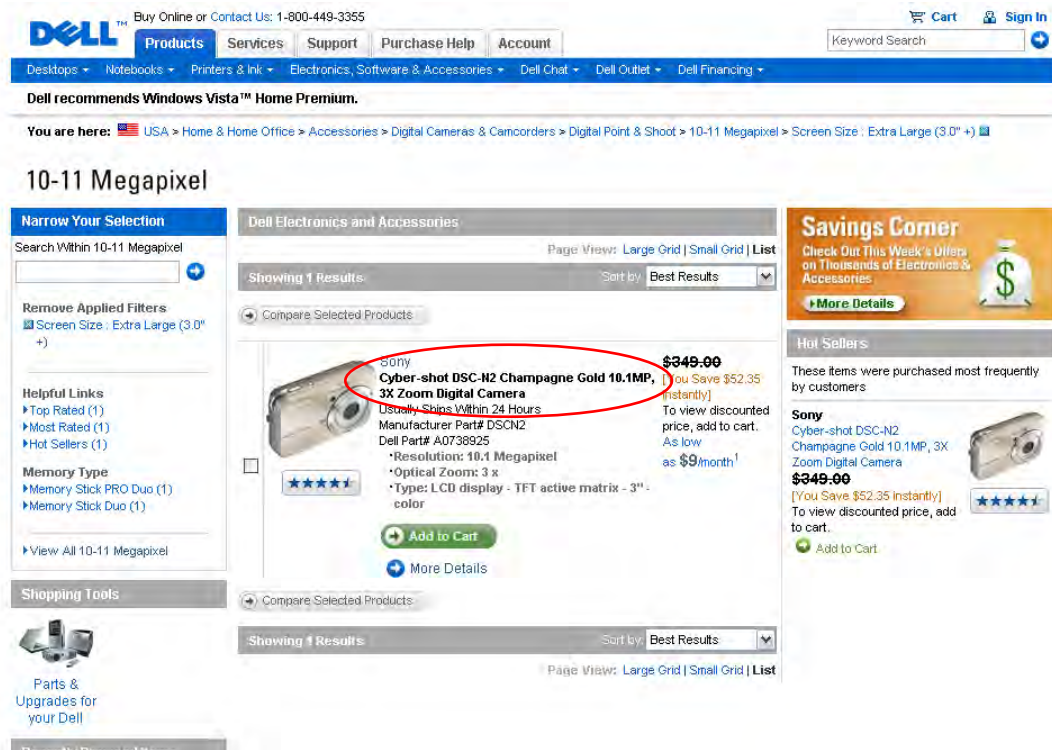 DELL™
Buy Online or Contact Us: 1-800-449-3355
Cart Sign In
Products Services Support Purchase Help Account
Keyword Search
Desktops Notebooks Printers & Ink Electronics, Software & Accessories Dell Chat Dell Outlet Dell Financing
Dell recommends Windows Vista™ Home Premium.
You are here: USA > Home & Home Office > Accessories > Digital Cameras & Camcorders > Digital Point & Shoot > 10-11 Megapixel > Screen Size : Extra Large (3.0" +)
10-11 Megapixel
Narrow Your Selection
Search Within 10-11 Megapixel
Remove Applied Filters
Screen Size : Extra Large (3.0"
+)
Helpful Links
Top Rated (1)
Most Rated (1)
Hot Sellers (1)
Memory Type
Memory Stick PRO Duo (1)
Memory Stick Duo (1)
View All 10-11 Megapixel
Shopping Tools
Parts &
Upgrades for
your Dell
Dell Electronics and Accessories
Page View: Large Grid | Small Grid | List
Showing 1 Results
Sort by: Best Results
Compare Selected Products
Sony
Cyber-shot DSC-N2 Champagne Gold 10.1MP,
3X Zoom Digital Camera
Usually Ships Within 24 Hours
Manufacturer Part# DSCN2
Dell Part# A0738925
•Resolution: 10.1 Megapixel
•Optical Zoom: 3 x
•Type: LCD display - TFT active matrix - 3" -
color
Add to Cart
More Details
$349.00
[You Save $52.35
instantly]
To view discounted
price, add to cart.
As low
as $9/month1
Compare Selected Products
Showing 1 Results
Sort by: Best Results
Page View: Large Grid | Small Grid | List
Savings Corner
Check Out This Week's Offers
on Thousands of Electronics &
Accessories
More Details
$
Hot Sellers
These items were purchased most frequently
by customers
Sony
Cyber-shot DSC-N2
Champagne Gold 10.1MP, 3X
Zoom Digital Camera
$349.00
[You Save $52.35 instantly]
To view discounted price, add
to cart.
Add to Cart